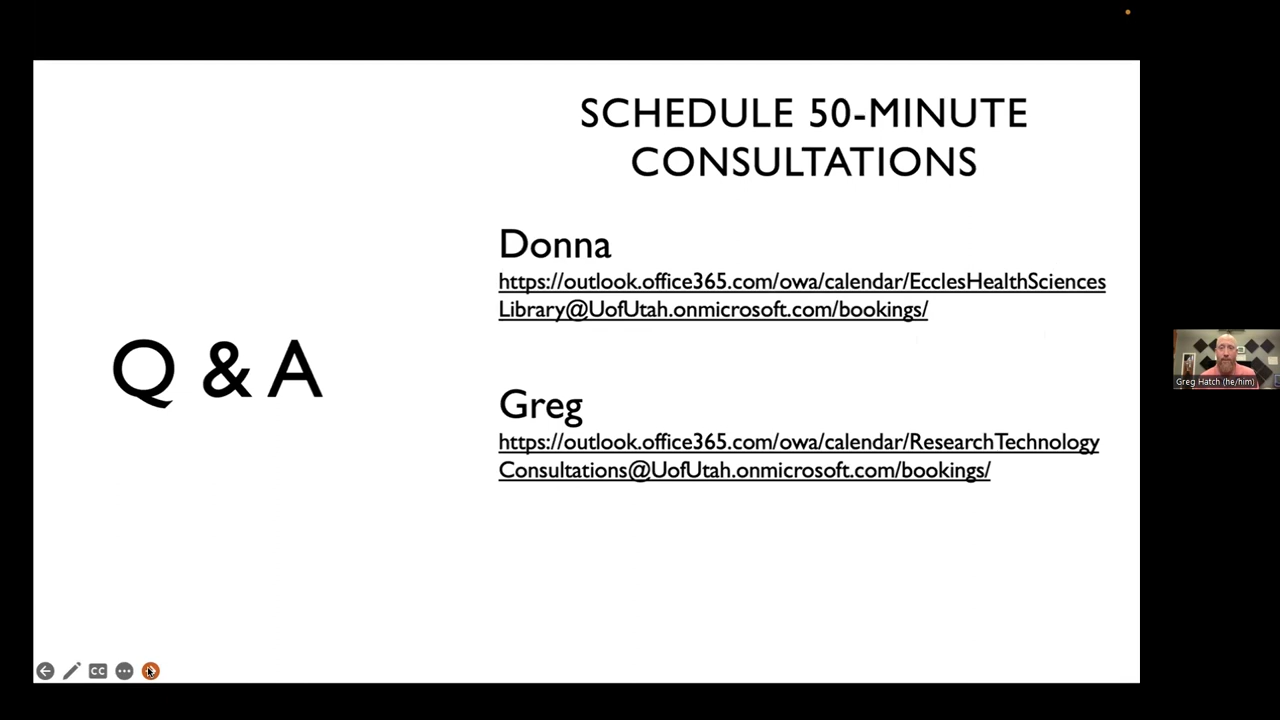 SCHEDULE 50-MINUTE
CONSULTATIONS
Donna
https://outlook.office365.com/owa/calendar/EcclesHealthSciences
Library@UofUtah.onmicrosoft.com/bookings/
Q & A
Greg
https://outlook.office365.com/owa/calendar/ResearchTechnology
Consultations@UofUtah.onmicrosoft.com/bookings/
Greg Hatch (he/him)
CC